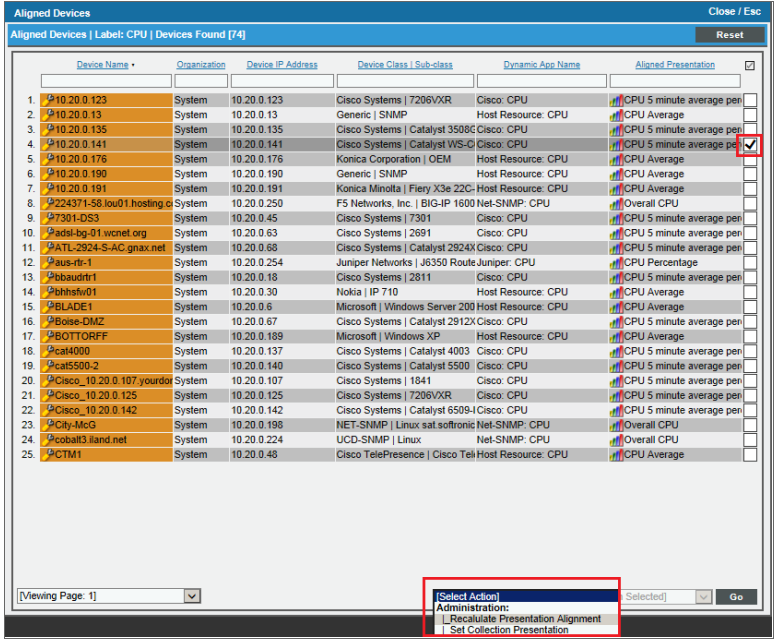 Aligned Devices Close / Esc
Aligned Devices | Label: CPU | Devices Found [74] Reset
Device Name • Organization Device IP Address Device Class | Sub-class Dynamic App Name Aligned Presentation
1. 10.20.0.123 System 10.20.0.123 Cisco Systems | 7206VXR Cisco: CPU CPU 5 minute average per
2. 10.20.0.13 System 10.20.0.13 Generic | SNMP Host Resource: CPU CPU Average
3. 10.20.0.135 System 10.20.0.135 Cisco Systems | Catalyst 3508G Cisco: CPU CPU 5 minute average per
4. 10.20.0.141 System 10.20.0.141 Cisco Systems | Catalyst WS-C Cisco: CPU CPU 5 minute average per
5. 10.20.0.176 System 10.20.0.176 Konica Corporation | OEM Host Resource: CPU CPU Average
6. 10.20.0.190 System 10.20.0.190 Generic | SNMP Host Resource: CPU CPU Average
7. 10.20.0.191 System 10.20.0.191 Konica Minolta | Fiery X3e 22C- Host Resource: CPU CPU Average
8. 224371-58.lou01.hosting.c System 10.20.0.250 F5 Networks, Inc. | BIG-IP 1600 Net-SNMP: CPU Overall CPU
9. 7301-DS3 System 10.20.0.45 Cisco Systems | 7301 Cisco: CPU CPU 5 minute average per
10. adsl-bg-01.wcnet.org System 10.20.0.63 Cisco Systems | 2691 Cisco: CPU CPU 5 minute average per
11. ATL-2924-S-AC.gnax.net System 10.20.0.68 Cisco Systems | Catalyst 2924X Cisco: CPU CPU 5 minute average per
12. aus-rtr-1 System 10.20.0.254 Juniper Networks | J6350 Route Juniper: CPU CPU Percentage
13. bbaudrtr1 System 10.20.0.18 Cisco Systems | 2811 Cisco: CPU CPU 5 minute average per
14. bhhsfw01 System 10.20.0.30 Nokia | IP 710 Host Resource: CPU CPU Average
15. BLADE1 System 10.20.0.6 Microsoft | Windows Server 200 Host Resource: CPU CPU Average
16. Boise-DMZ System 10.20.0.67 Cisco Systems | Catalyst 2912X Cisco: CPU CPU 5 minute average per
17. BOTTORFF System 10.20.0.189 Microsoft | Windows XP Host Resource: CPU CPU Average
18. cat4000 System 10.20.0.137 Cisco Systems | Catalyst 4003 Cisco: CPU CPU 5 minute average per
19. cat5500-2 System 10.20.0.140 Cisco Systems | Catalyst 5500 Cisco: CPU CPU 5 minute average per
20. Cisco_10.20.0.107.yourdor System 10.20.0.107 Cisco Systems | 1841 Cisco: CPU CPU 5 minute average per
21. Cisco_10.20.0.125 System 10.20.0.125 Cisco Systems | 7206VXR Cisco: CPU CPU 5 minute average per
22. Cisco_10.20.0.142 System 10.20.0.142 Cisco Systems | Catalyst 6509-I Cisco: CPU CPU 5 minute average per
23. City-McG System 10.20.0.198 NET-SNMP | Linux sat.softronic Net-SNMP: CPU Overall CPU
24. cobalt3.iland.net System 10.20.0.224 UCD-SNMP | Linux Net-SNMP: CPU Overall CPU
25. CTM1 System 10.20.0.48 Cisco TelePresence | Cisco Tele Host Resource: CPU CPU Average
[Viewing Page: 1] [Select Action] Selected] Go
Administration:
|_Recalulate Presentation Alignment
|_Set Collection Presentation